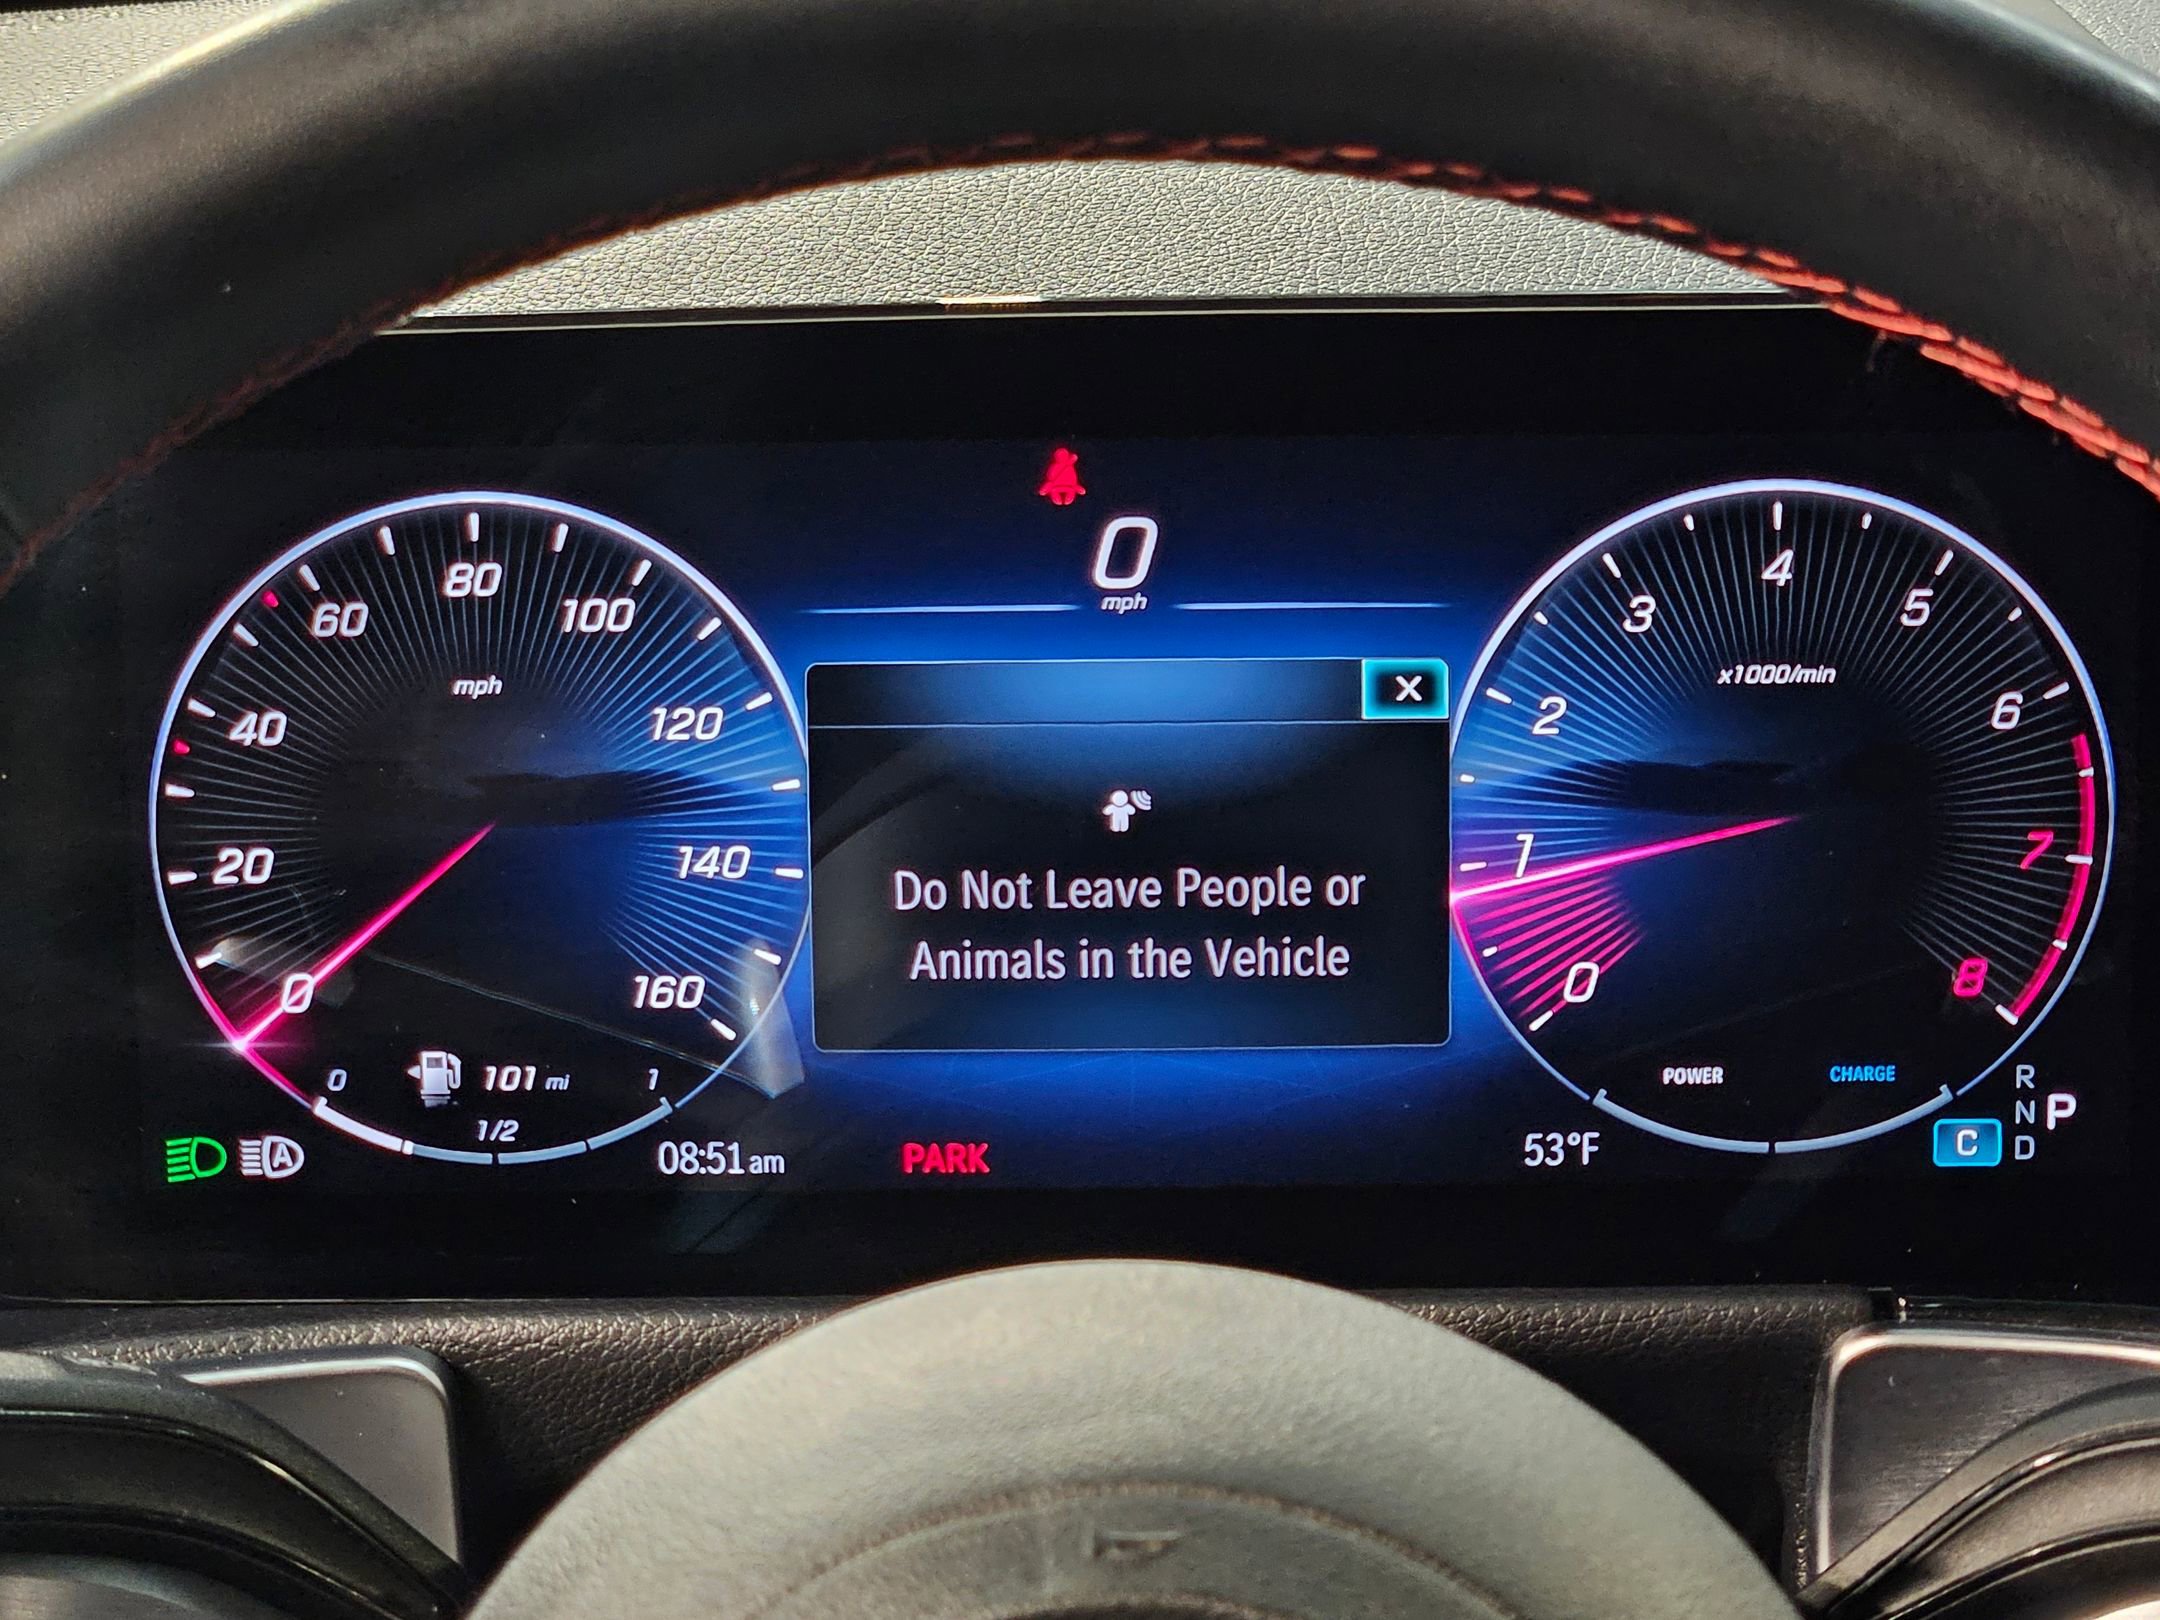 0
mph
X
Do Not Leave People or
Animals in the Vehicle
0
20
40
60
80
100
120
140
160
mph
0
101 mi
1
1/2
A
08:51am
PARK
0
1
2
3
4
5
6
7
8
x1000/min
POWER
CHARGE
53°F
R
N P
C D